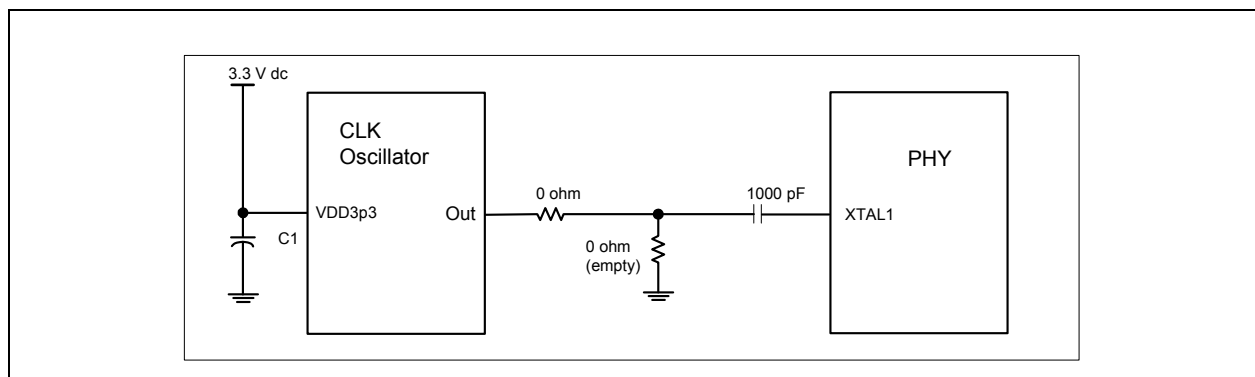 3.3 V dc
CLK
Oscillator
PHY
0 ohm
1000 pF
VDD3p3
Out
XTAL1
C1
0 ohm
(empty)